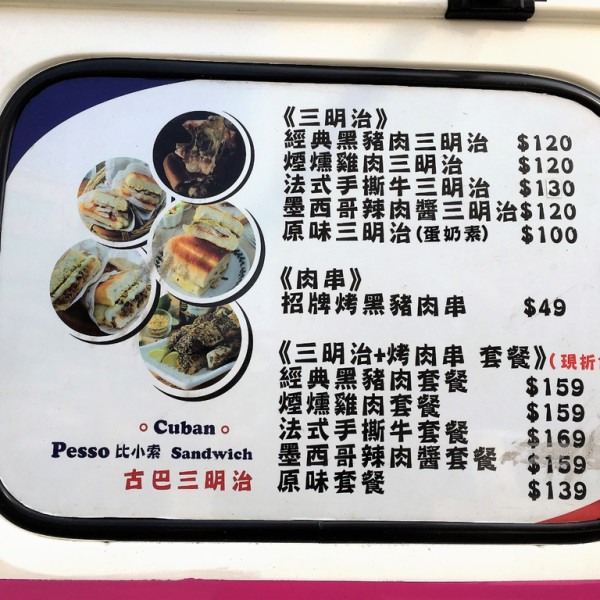 《三明治》
經典黑豬肉三明治 $120
煙燻雞肉三明治 $120
法式手撕牛三明治 $130
墨西哥辣肉醬三明治 $120
原味三明治(蛋奶素) $100
《肉串》
招牌烤黑豬肉串 $49
《三明治+烤肉串 套餐》(現折
經典黑豬肉套餐 $159
煙燻雞肉套餐 $159
法式手撕牛套餐 $169
墨西哥辣肉醬套餐 $159
原味套餐 $139
Cuban
Pesso 比小索 Sandwich
古巴三明治